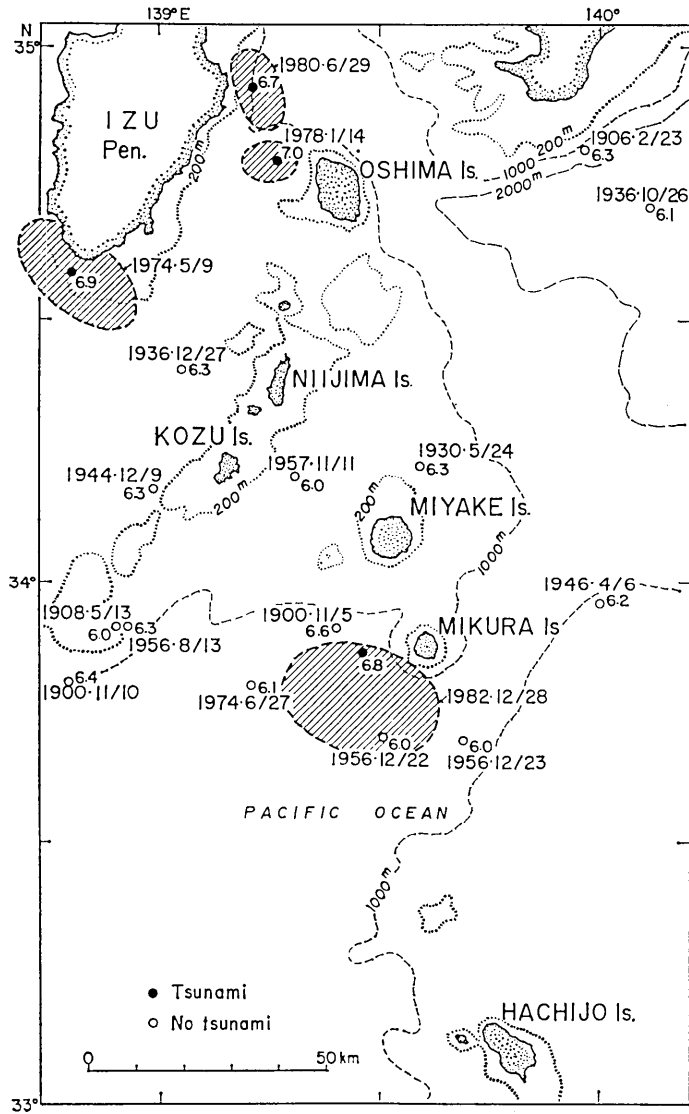 139°E
140°
N
35°
1980·6/29
6.7
IZU
Pen.
1978·1/14
7.0
200m
OSHIMA Is.
200m
1000
2000m
1906·2/23
6.3
1936·10/26
6.1
1974·5/9
6.9
1936·12/27
6.3
NIIJIMA Is.
KOZU Is.
1930·5/24
6.3
1957·11/11
6.0
1944·12/9
6.3
200m
200m
MIYAKE Is.
1000m
34°
1946·4/6
6.2
1908·5/13
6.0
6.3
1956·8/13
1900·11/5
6.6
MIKURA Is
6.8
6.4
1900·11/10
6.1
1974·6/27
1982·12/28
6.0
1956·12/22
6.0
1956·12/23
PACIFIC OCEAN
1000m
● Tsunami
○ No tsunami
0 50km
HACHIJO Is.
33°